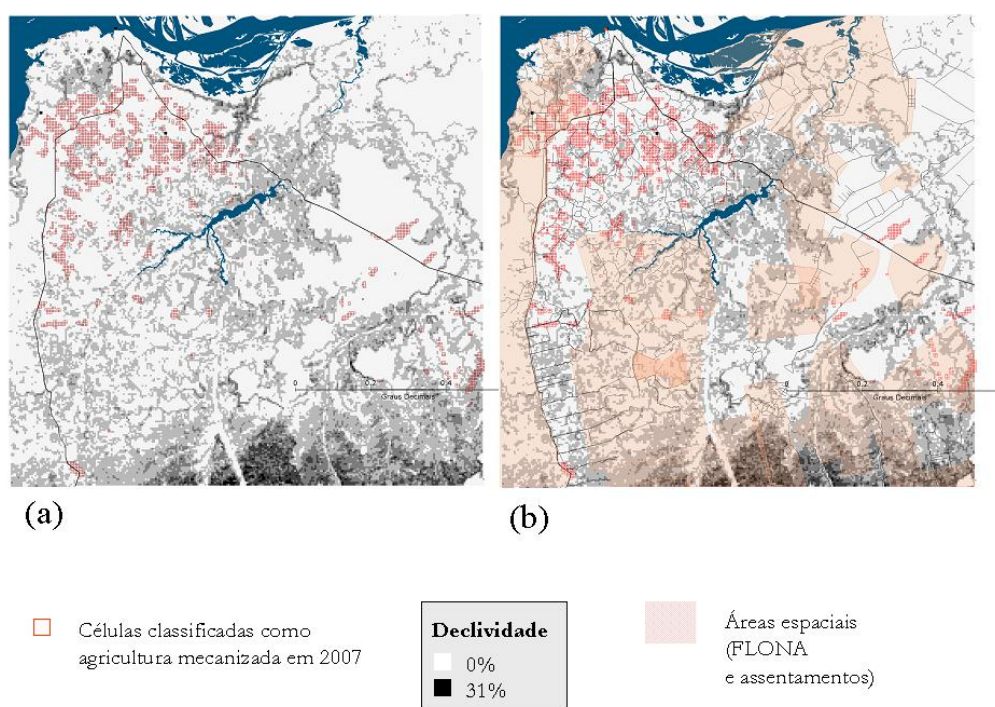 0 0.2 0.4
Graus Decimais
0 0.2 0.4
Graus Decimais
(a)
(b)
Células classificadas como
agricultura mecanizada em 2007
Declividade
0%
31%
Áreas espaciais
(FLONA
e assentamentos)